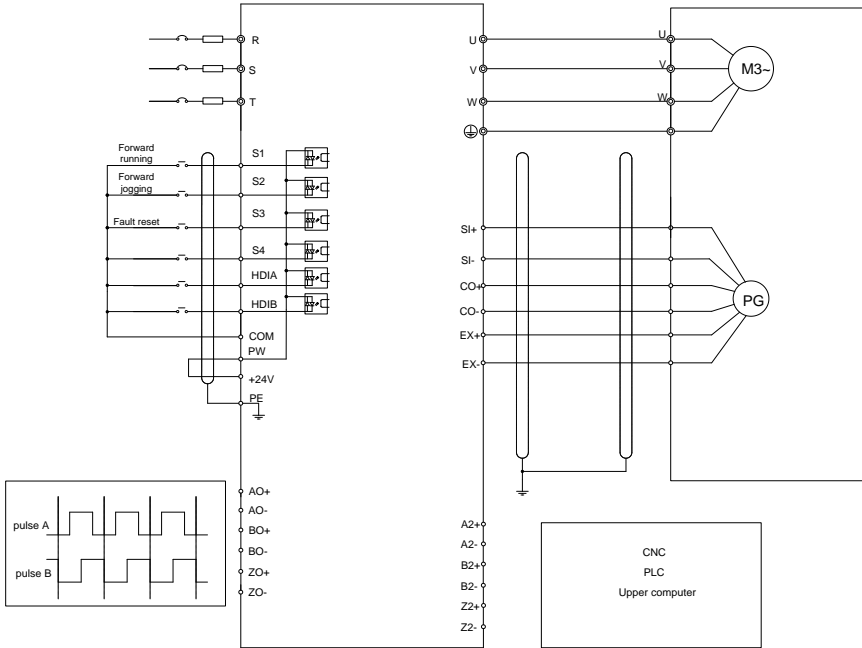 R
S
T
U
V
W
U
V
W
M3~
Forward
running
Forward
jogging
Fault reset
S1
S2
S3
S4
HDIA
HDIB
COM
PW
+24V
PE
SI+
SI-
CO+
CO-
EX+
EX-
PG
pulse A
pulse B
AO+
AO-
BO+
BO-
ZO+
ZO-
A2+
A2-
B2+
B2-
Z2+
Z2-
CNC
PLC
Upper computer